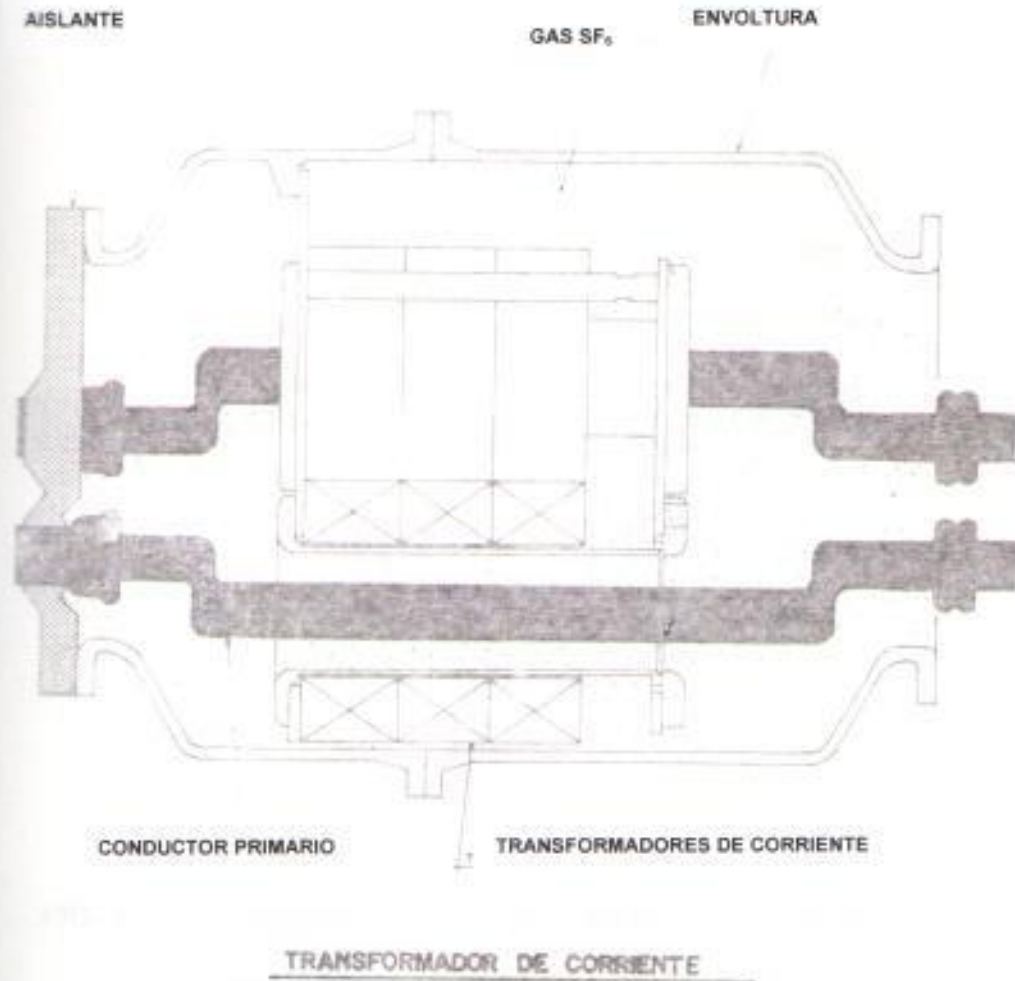 AISLANTE
GAS SF₆
ENVOLTURA
CONDUCTOR PRIMARIO
TRANSFORMADORES DE CORRIENTE
TRANSFORMADOR DE CORRIENTE